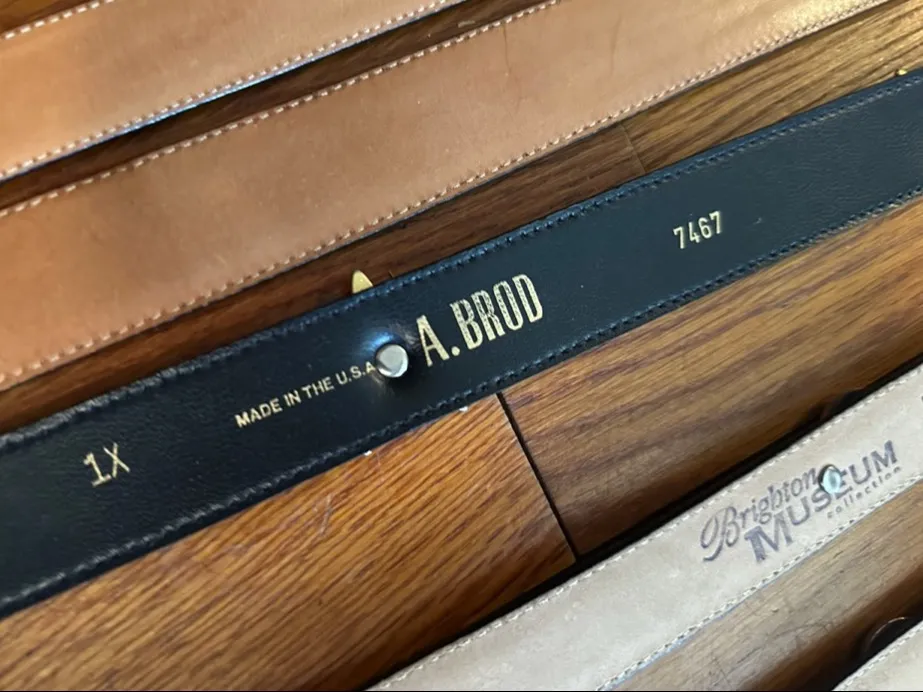 7467
A. BROD
MADE IN THE U.S.A
1X
Brighton
MUSEUM
collection